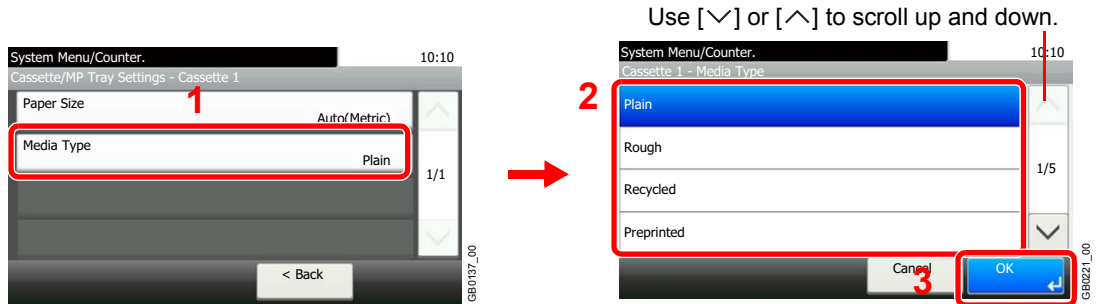 Use [∨] or [∧] to scroll up and down.
System Menu/Counter.
10:10
Cassette/MP Tray Settings - Cassette 1
1
Paper Size
Auto(Metric)
Media Type
Plain
1/1
< Back
GB0137_00
System Menu/Counter.
10:10
Cassette 1 - Media Type
2
Plain
Rough
Recycled
Preprinted
1/5
Cancel
OK
3
GB0221_00